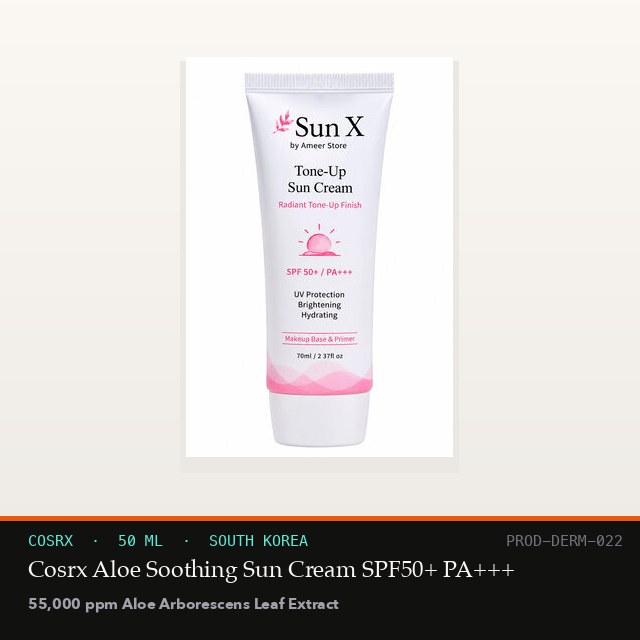 Sun X
by Ameer Store
Tone-Up
Sun Cream
Radiant Tone-Up Finish
SPF 50+ / PA+++
UV Protection
Brightening
Hydrating
Makeup Base & Primer
70ml / 2 37fl oz
COSRX · 50 ML · SOUTH KOREA
PROD–DERM–022
Cosrx Aloe Soothing Sun Cream SPF50+ PA+++
55,000 ppm Aloe Arborescens Leaf Extract